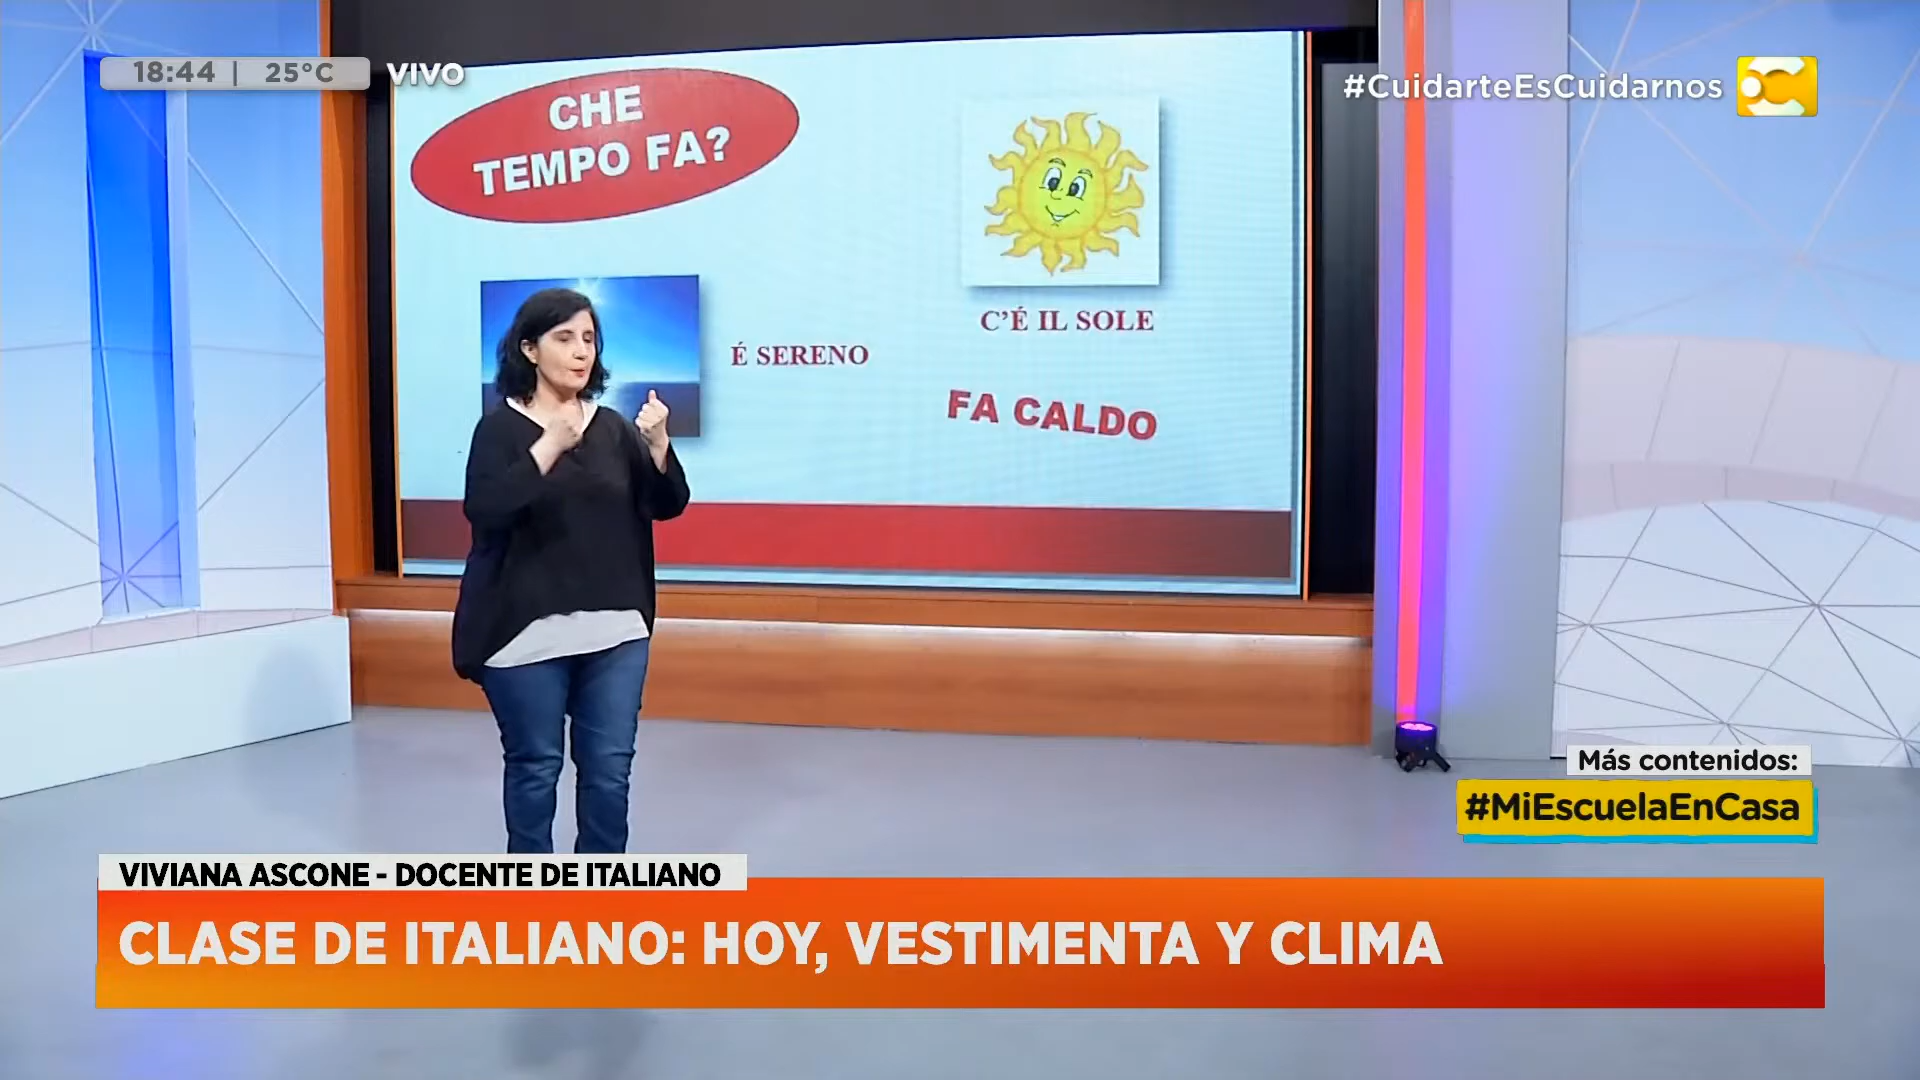 18:44 | 25°C VIVO
#CuidarteEsCuidarnos
CHE
TEMPO FA?
C'É IL SOLE
É SERENO
FA CALDO
Más contenidos:
#MiEscuelaEnCasa
VIVIANA ASCONE - DOCENTE DE ITALIANO
CLASE DE ITALIANO: HOY, VESTIMENTA Y CLIMA